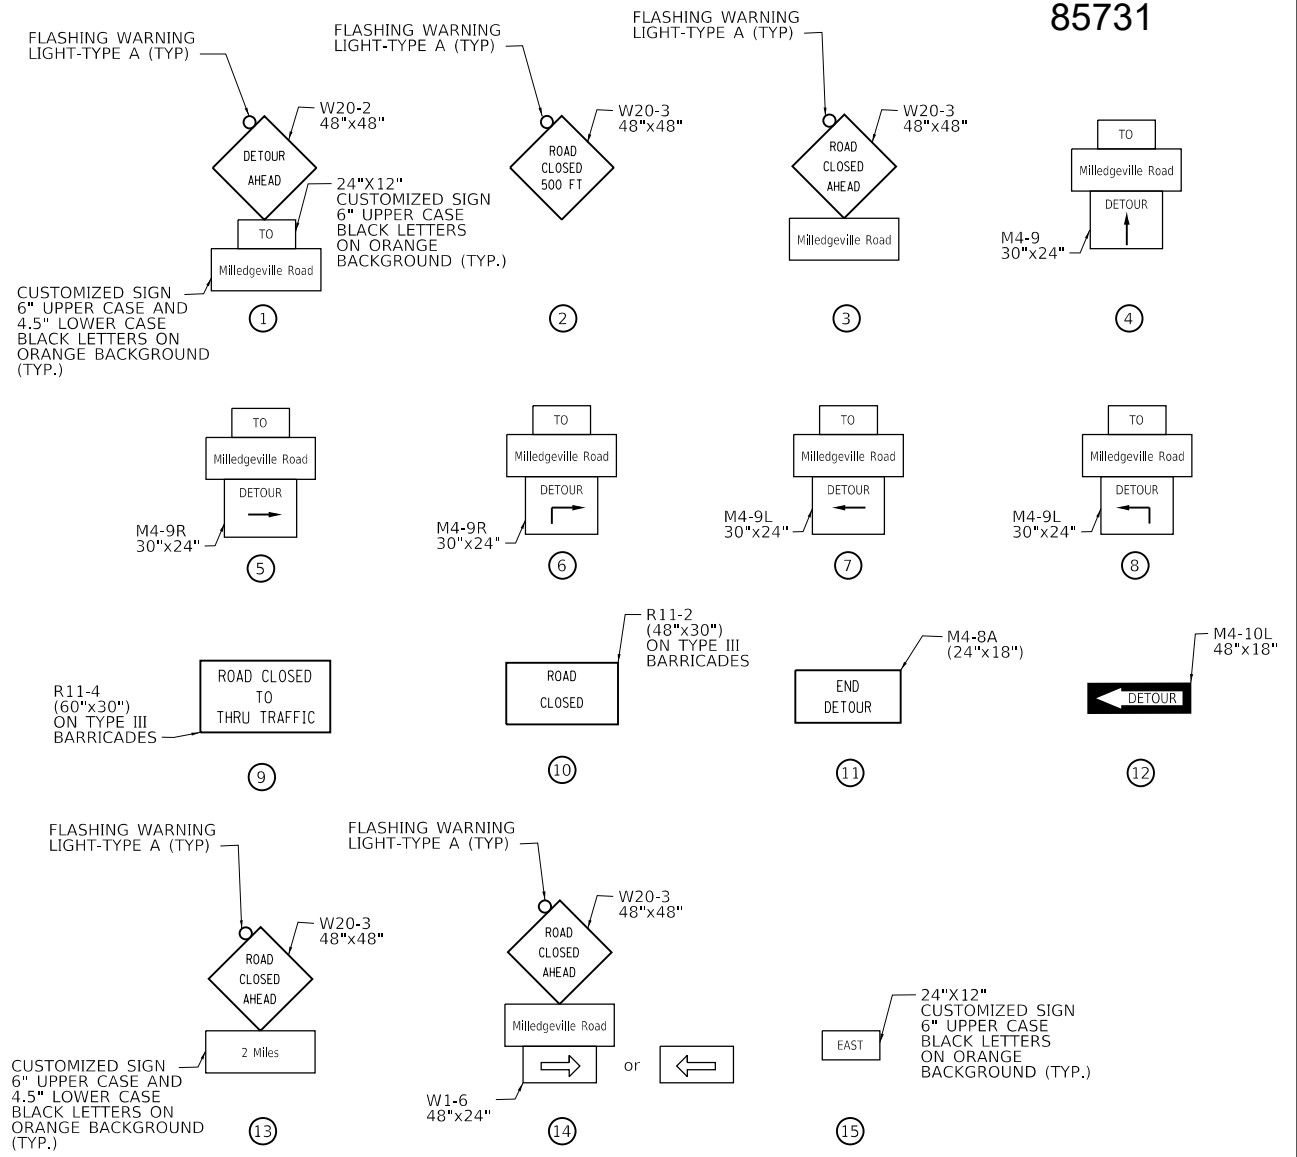 85731
FLASHING WARNING
LIGHT-TYPE A (TYP)
W20-2
48"x48"
DETOUR
AHEAD
24"X12"
CUSTOMIZED SIGN
6" UPPER CASE
BLACK LETTERS
ON ORANGE
BACKGROUND (TYP.)
TO
Milledgeville Road
CUSTOMIZED SIGN
6" UPPER CASE AND
4.5" LOWER CASE
BLACK LETTERS ON
ORANGE BACKGROUND
(TYP.)
1
FLASHING WARNING
LIGHT-TYPE A (TYP)
W20-3
48"x48"
ROAD
CLOSED
500 FT
2
FLASHING WARNING
LIGHT-TYPE A (TYP)
W20-3
48"x48"
ROAD
CLOSED
AHEAD
Milledgeville Road
3
TO
Milledgeville Road
DETOUR
M4-9
30"x24"
4
TO
Milledgeville Road
DETOUR
M4-9R
30"x24"
5
TO
Milledgeville Road
DETOUR
M4-9R
30"x24"
6
TO
Milledgeville Road
DETOUR
M4-9L
30"x24"
7
TO
Milledgeville Road
DETOUR
M4-9L
30"x24"
8
ROAD CLOSED
TO
THRU TRAFFIC
R11-4
(60"x30")
ON TYPE III
BARRICADES
9
R11-2
(48"x30")
ON TYPE III
BARRICADES
ROAD
CLOSED
10
M4-8A
(24"x18")
END
DETOUR
11
M4-10L
48"x18"
DETOUR
12
FLASHING WARNING
LIGHT-TYPE A (TYP)
W20-3
48"x48"
ROAD
CLOSED
AHEAD
2 Miles
CUSTOMIZED SIGN
6" UPPER CASE AND
4.5" LOWER CASE
BLACK LETTERS ON
ORANGE BACKGROUND
(TYP.)
13
FLASHING WARNING
LIGHT-TYPE A (TYP)
W20-3
48"x48"
ROAD
CLOSED
AHEAD
Milledgeville Road
or
W1-6
48"x24"
14
24"X12"
CUSTOMIZED SIGN
6" UPPER CASE
BLACK LETTERS
ON ORANGE
BACKGROUND (TYP.)
EAST
15